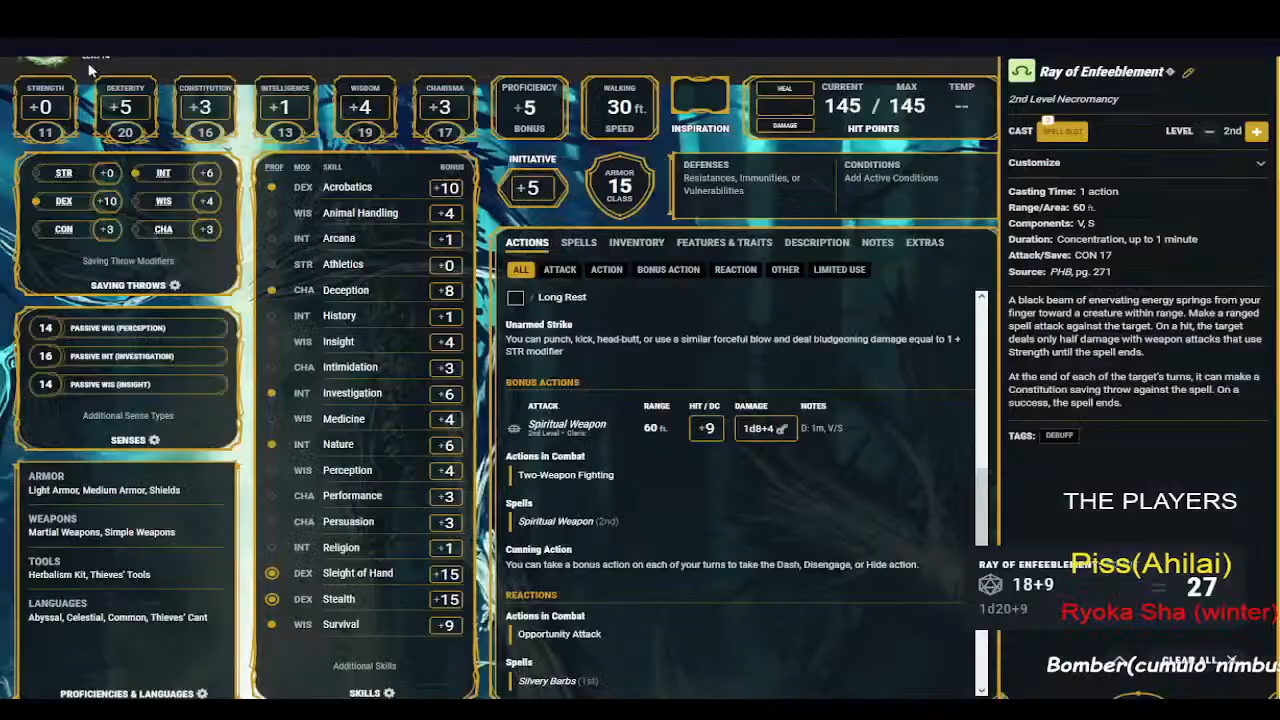 STRENGTH
+0
11
DEXTERITY
+5
20
CONSTITUTION
+3
16
INTELLIGENCE
+1
13
WISDOM
+4
19
CHARISMA
+3
17
PROFICIENCY
+5
BONUS
WALKING
30 ft.
SPEED
INSPIRATION
HEAL
DAMAGE
CURRENT MAX TEMP
145 / 145 --
HIT POINTS
STR +0
INT +6
DEX +10
WIS +4
CON +3
CHA +3
Saving Throw Modifiers
SAVING THROWS
14 PASSIVE WIS (PERCEPTION)
16 PASSIVE INT (INVESTIGATION)
14 PASSIVE WIS (INSIGHT)
Additional Sense Types
SENSES
ARMOR
Light Armor, Medium Armor, Shields
WEAPONS
Martial Weapons, Simple Weapons
TOOLS
Herbalism Kit, Thieves' Tools
LANGUAGES
Abyssal, Celestial, Common, Thieves' Cant
PROFICIENCIES & LANGUAGES
PROF MOD SKILL BONUS
DEX Acrobatics +10
WIS Animal Handling +4
INT Arcana +1
STR Athletics +0
CHA Deception +8
INT History +1
WIS Insight +4
CHA Intimidation +3
INT Investigation +6
WIS Medicine +4
INT Nature +6
WIS Perception +4
CHA Performance +3
CHA Persuasion +3
INT Religion +1
DEX Sleight of Hand +15
DEX Stealth +15
WIS Survival +9
Additional Skills
SKILLS
INITIATIVE
+5
ARMOR
15
CLASS
DEFENSES
Resistances, Immunities, or
Vulnerabilities
CONDITIONS
Add Active Conditions
ACTIONS SPELLS INVENTORY FEATURES & TRAITS DESCRIPTION NOTES EXTRAS
ALL ATTACK ACTION BONUS ACTION REACTION OTHER LIMITED USE
/ Long Rest
Unarmed Strike
You can punch, kick, head-butt, or use a similar forceful blow and deal bludgeoning damage equal to 1 +
STR modifier
BONUS ACTIONS
ATTACK RANGE HIT / DC DAMAGE NOTES
Spiritual Weapon 60 ft. +9 1d8+4 D: 1m, V/S
2nd Level • Cleric
Actions in Combat
Two-Weapon Fighting
Spells
Spiritual Weapon (2nd)
Cunning Action
You can take a bonus action on each of your turns to take the Dash, Disengage, or Hide action.
REACTIONS
Actions in Combat
Opportunity Attack
Spells
Silvery Barbs (1st)
Ray of Enfeeblement
2nd Level Necromancy
CAST SPELL SLOT LEVEL 2nd
Customize
Casting Time: 1 action
Range/Area: 60 ft.
Components: V, S
Duration: Concentration, up to 1 minute
Attack/Save: CON 17
Source: PHB, pg. 271
A black beam of enervating energy springs from your
finger toward a creature within range. Make a ranged
spell attack against the target. On a hit, the target
deals only half damage with weapon attacks that use
Strength until the spell ends.
At the end of each of the target's turns, it can make a
Constitution saving throw against the spell. On a
success, the spell ends.
TAGS: DEBUFF
THE PLAYERS
RAY OF ENFEEBLEMEN
Piss(Ahilai)
18+9 = 27
1d20+9
Ryoka Sha (winter)
CLEAR ALL
Bomber(cumulo nimbus